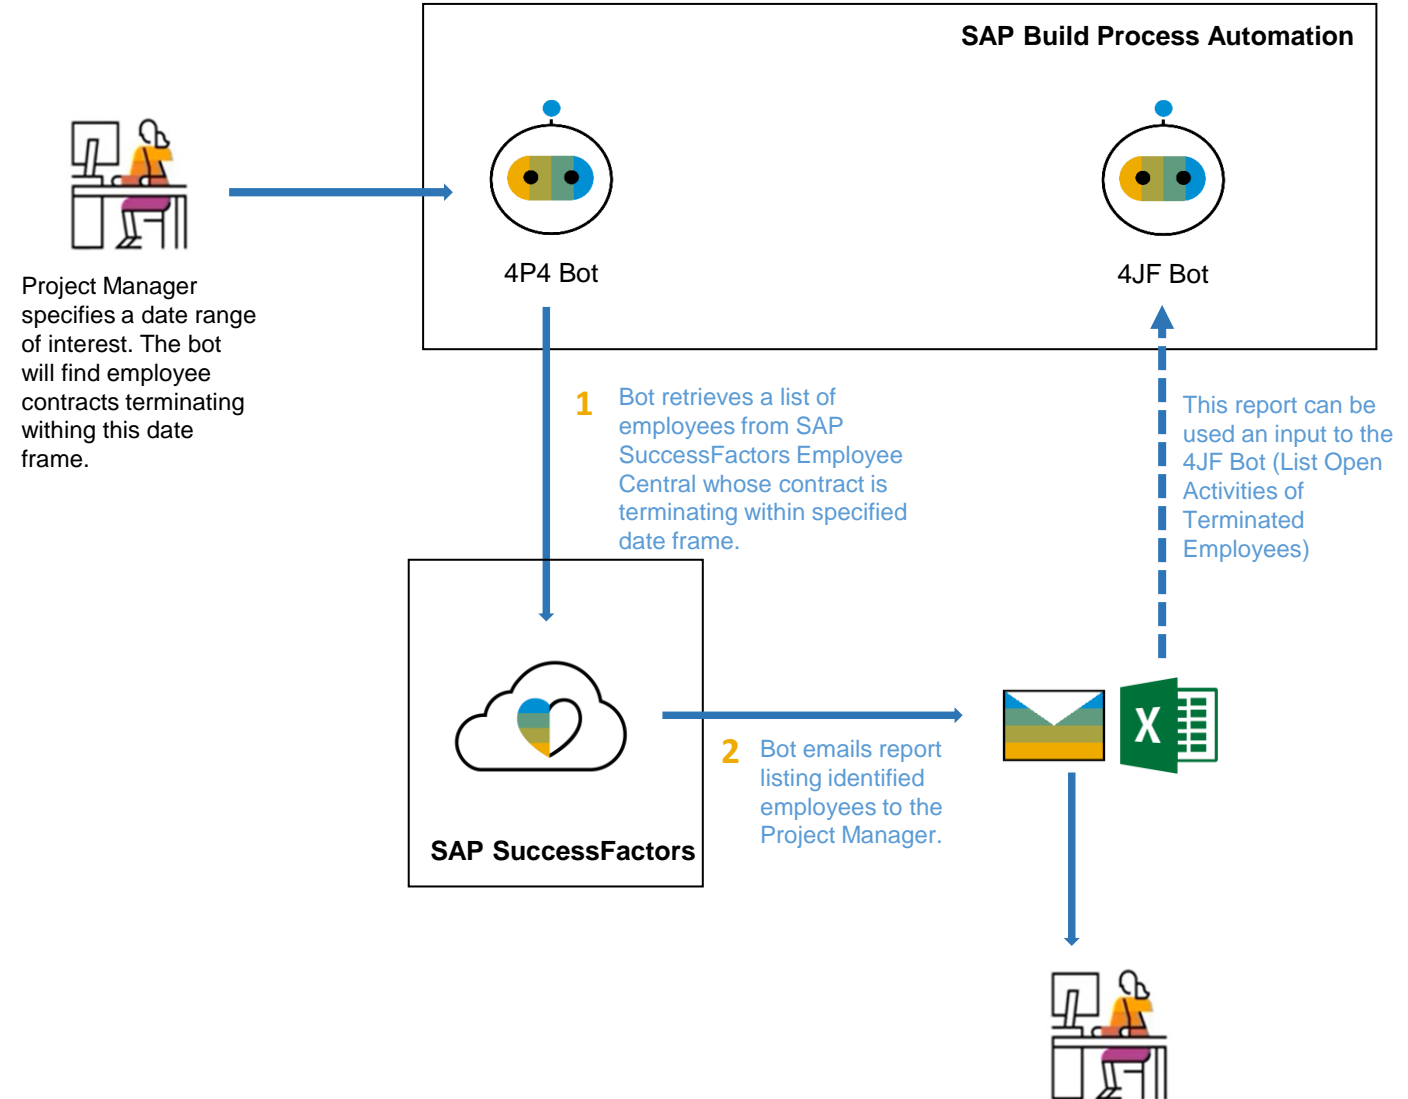 SAP Build Process Automation
4P4 Bot
4JF Bot
Project Manager
specifies a date range
of interest. The bot
will find employee
contracts terminating
withing this date
frame.
1
Bot retrieves a list of
employees from SAP
SuccessFactors Employee
Central whose contract is
terminating within specified
date frame.
This report can be
used an input to the
4JF Bot (List Open
Activities of
Terminated
Employees)
X
2
Bot emails report
listing identified
employees to the
Project Manager.
SAP SuccessFactors